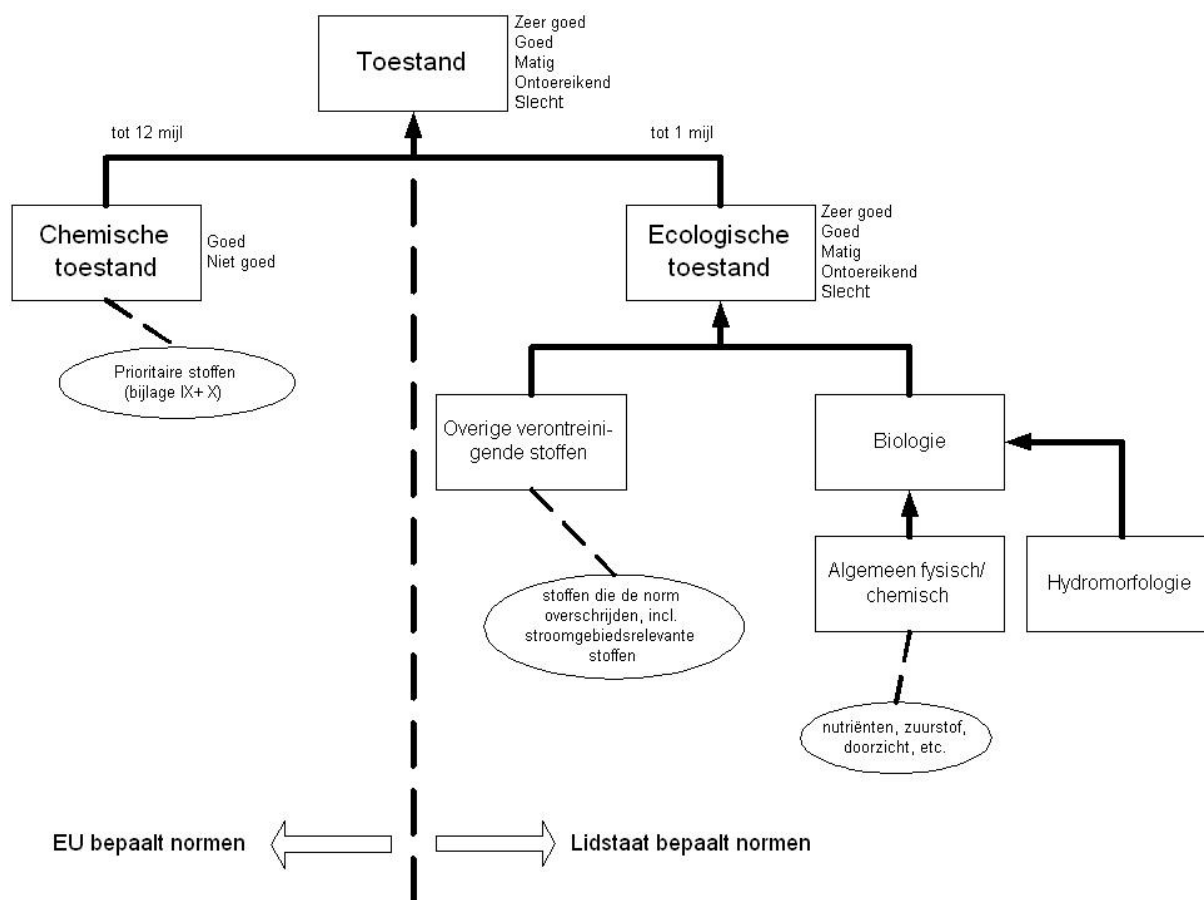 Toestand
Zeer goed
Goed
Matig
Ontoereikend
Slecht
tot 12 mijl
tot 1 mijl
Chemische
toestand
Goed
Niet goed
Ecologische
toestand
Zeer goed
Goed
Matig
Ontoereikend
Slecht
Prioritaire stoffen
(bijlage IX+ X)
Overige verontreini-
gende stoffen
Biologie
stoffen die de norm
overschrijden, incl.
stroomgebiedsrelevante
stoffen
Algemeen fysisch/
chemisch
Hydromorfologie
nutriënten, zuurstof,
doorzicht, etc.
EU bepaalt normen
Lidstaat bepaalt normen